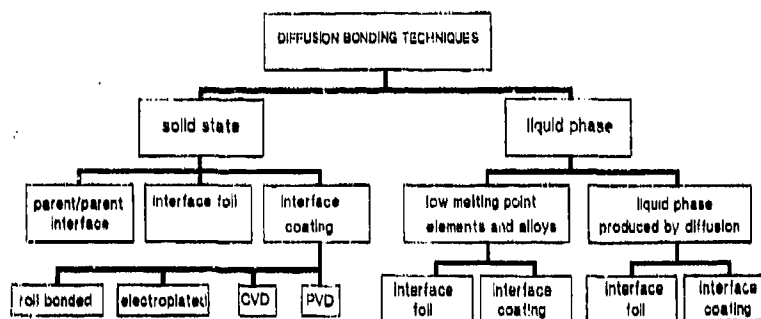 DIFFUSION BONDING TECHNIQUES
solid state
liquid phase
parent/parent
interface
interface foil
interface
coating
low melting point
elements and alloys
liquid phase
produced by diffusion
roll bonded
electroplated
CVD
PVD
interface
foil
interface
coating
interface
foil
interface
coating